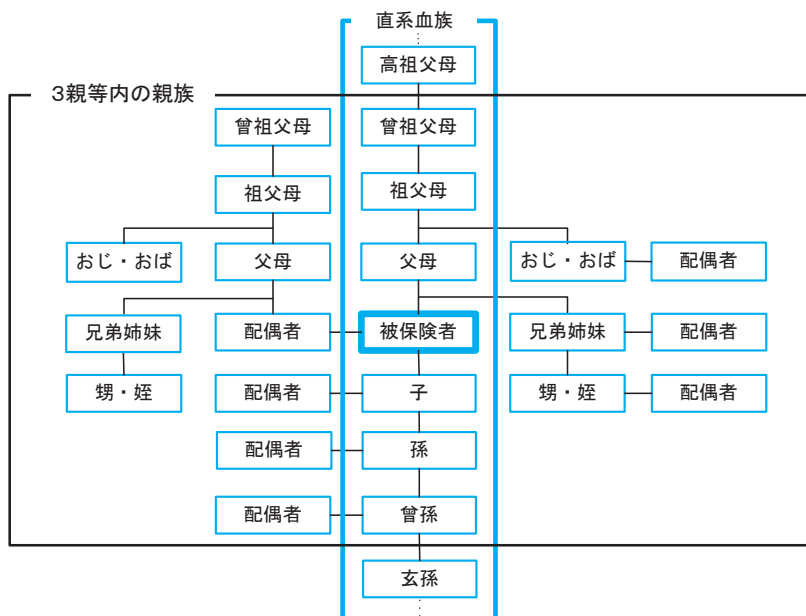 直系血族
高祖父母
3親等内の親族
曾祖父母
曾祖父母
祖父母
祖父母
おじ・おば
父母
父母
おじ・おば
配偶者
兄弟姉妹
配偶者
被保険者
兄弟姉妹
配偶者
甥・姪
配偶者
子
甥・姪
配偶者
配偶者
孫
配偶者
曾孫
玄孫